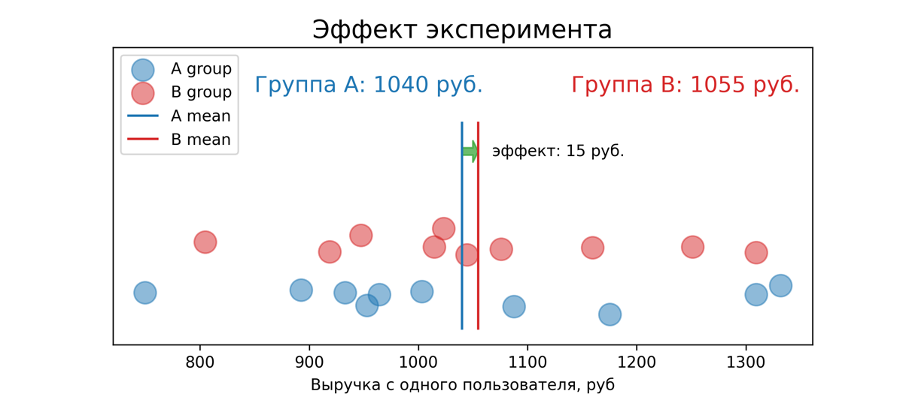 Эффект эксперимента
A group
B group
A mean
B mean
Группа A: 1040 руб.
Группа B: 1055 руб.
эффект: 15 руб.
800 900 1000 1100 1200 1300
Выручка с одного пользователя, руб